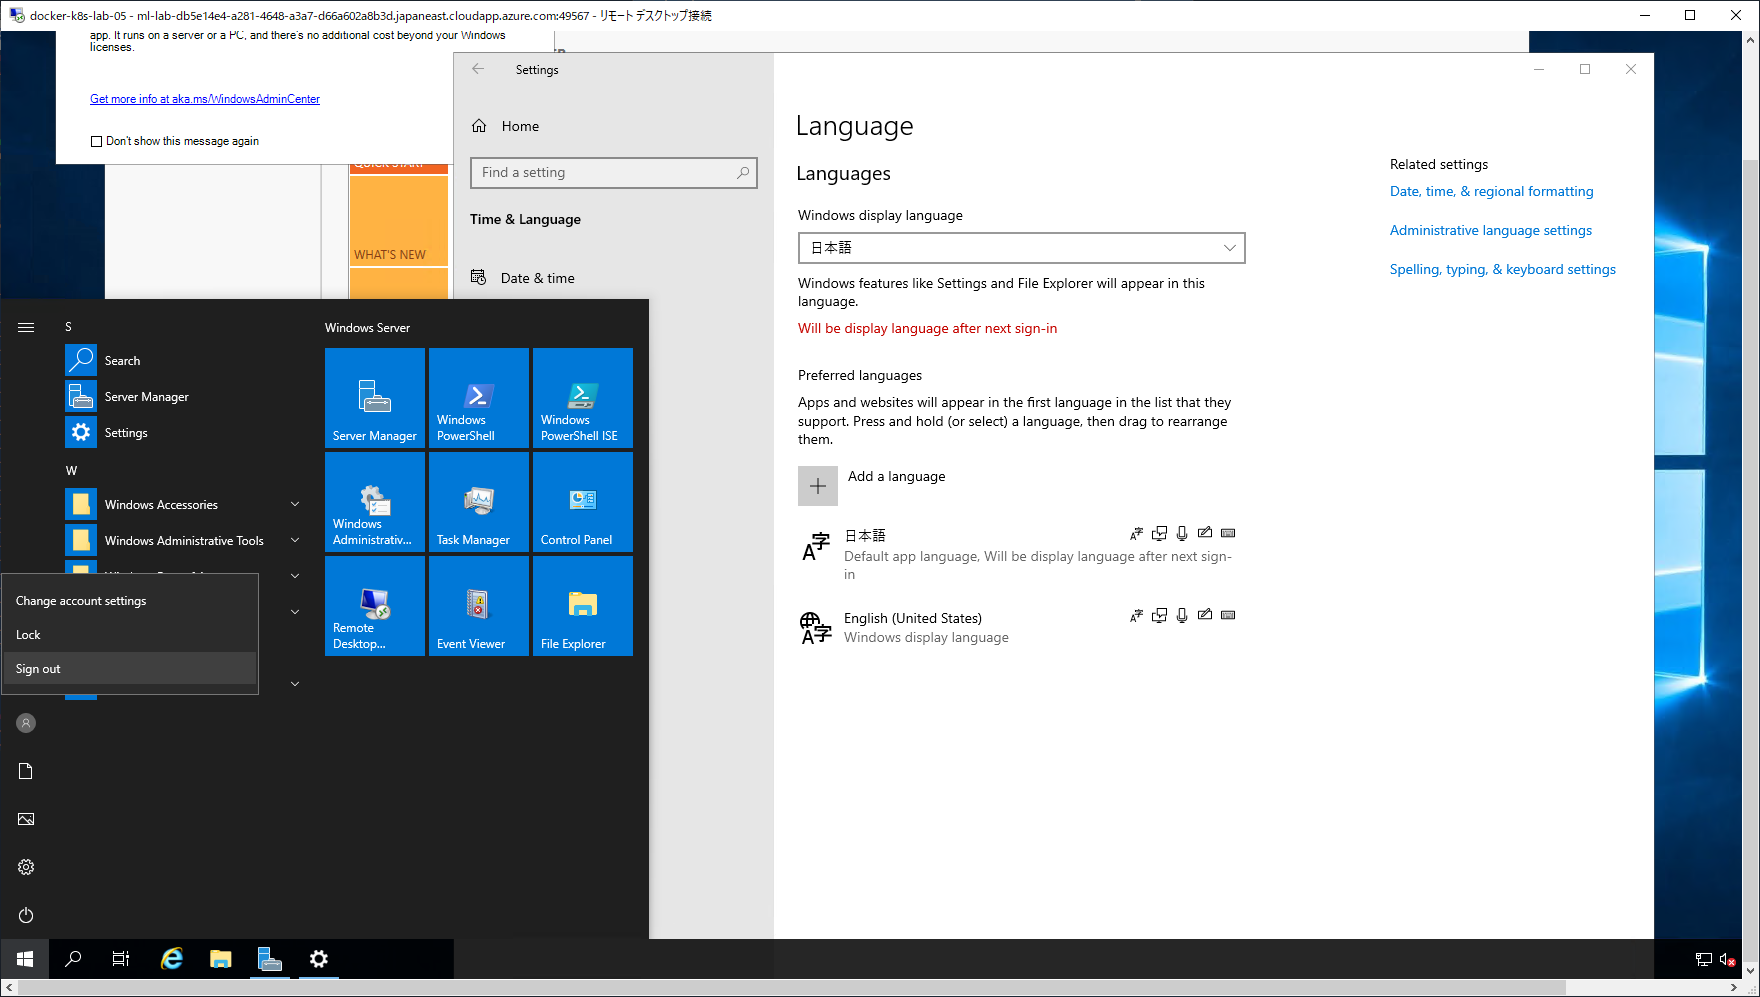 docker-k8s-lab-05 - ml-lab-db5e14e4-a281-4648-a3a7-d66a602a8b3d.japaneast.cloudapp.azure.com:49567 - リモート デスクトップ接続
app. It runs on a server or a PC, and there's no additional cost beyond your Windows
licenses.
Get more info at aka.ms/WindowsAdminCenter
Don't show this message again
QUICK START
WHAT'S NEW
Settings
Home
Find a setting
Time & Language
Date & time
Language
Languages
Windows display language
日本語
Windows features like Settings and File Explorer will appear in this
language.
Will be display language after next sign-in
Preferred languages
Apps and websites will appear in the first language in the list that they
support. Press and hold (or select) a language, then drag to rearrange
them.
Add a language
日本語
Default app language, Will be display language after next sign-
in
English (United States)
Windows display language
Related settings
Date, time, & regional formatting
Administrative language settings
Spelling, typing, & keyboard settings
S
Search
Server Manager
Settings
W
Windows Accessories
Windows Administrative Tools
Change account settings
Lock
Sign out
Windows Server
Server Manager
Windows
PowerShell
Windows
PowerShell ISE
Windows
Administrativ...
Task Manager
Control Panel
Remote
Desktop...
Event Viewer
File Explorer